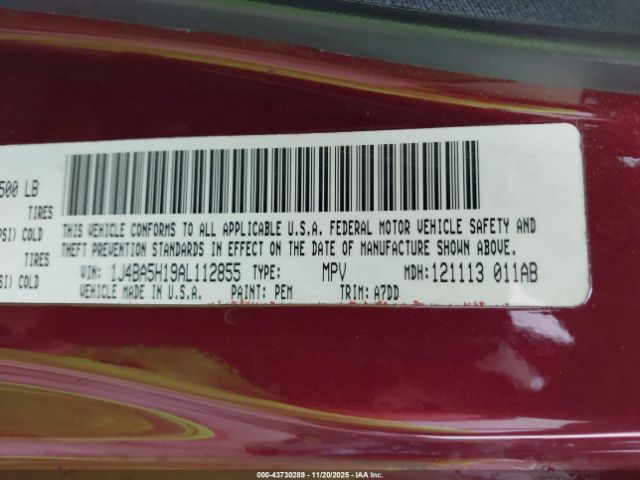 500 LB
TIRES
PSI) COLD
TIRES
SI) COLD
THIS VEHICLE CONFORMS TO ALL APPLICABLE U.S.A. FEDERAL MOTOR VEHICLE SAFETY AND
THEFT PREVENTION STANDARDS IN EFFECT ON THE DATE OF MANUFACTURE SHOWN ABOVE.
VIN: 1J4BA5H19AL112855 TYPE: MPV MDH: 121113 011AB
VEHICLE MADE IN U.S.A. PAINT: PEM TRIM: A7DD
000-43730289 - 11/20/2025 - IAA Inc.